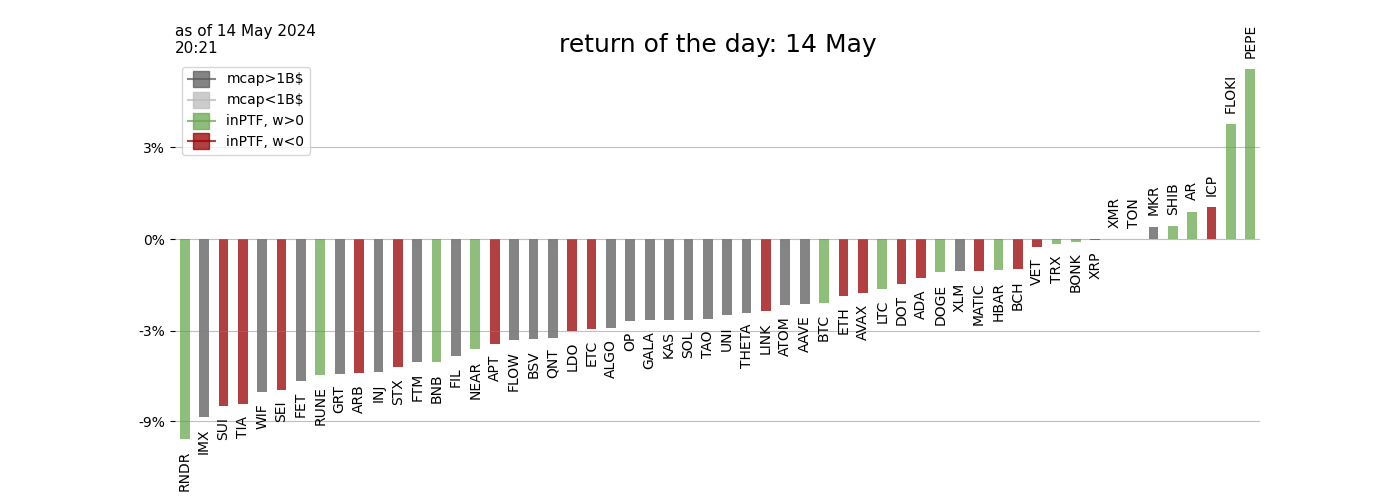 as of 14 May 2024
20:21
return of the day: 14 May
mcap>1B$
mcap<1B$
inPTF, w>0
inPTF, w<0
3%
0%
-3%
-9%
RNDR
IMX
SUI
TIA
WIF
SEI
FET
RUNE
GRT
ARB
INJ
STX
FTM
BNB
FIL
NEAR
APT
FLOW
BSV
QNT
LDO
ETC
ALGO
OP
GALA
KAS
SOL
TAO
UNI
THETA
LINK
ATOM
AAVE
BTC
ETH
AVAX
LTC
DOT
ADA
DOGE
XLM
MATIC
HBAR
BCH
VET
TRX
BONK
XRP
XMR
TON
MKR
SHIB
AR
ICP
FLOKI
PEPE